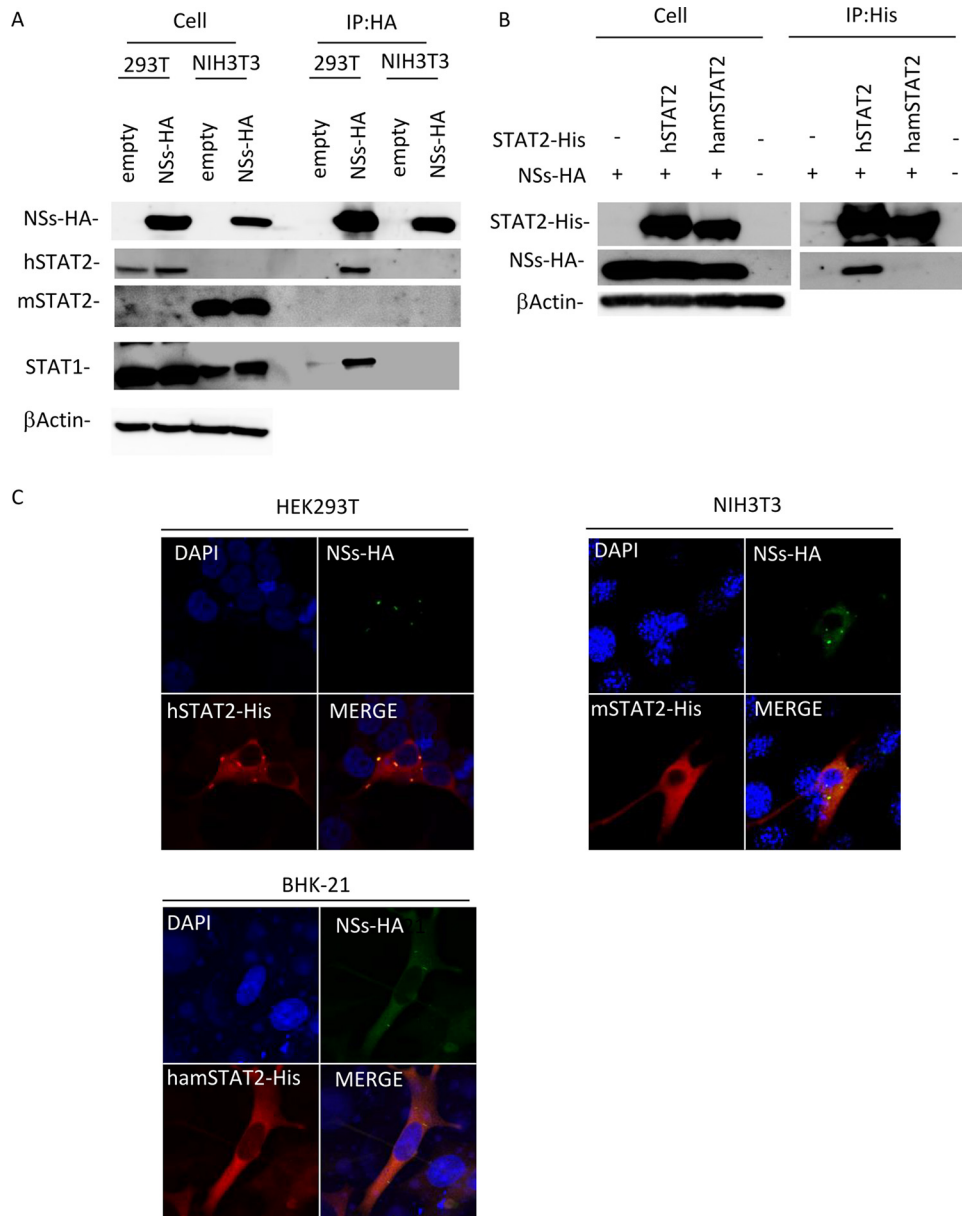 A
Cell
IP:HA
293T
NIH3T3
293T
NIH3T3
empty
NSs-HA
empty
NSs-HA
empty
NSs-HA
empty
NSs-HA
NSs-HA-
hSTAT2-
mSTAT2-
STAT1-
βActin-
B
Cell
IP:His
STAT2-His
-
hSTAT2
hamSTAT2
-
-
hSTAT2
hamSTAT2
-
NSs-HA
+ + + - + + + -
STAT2-His-
NSs-HA-
βActin-
C
HEK293T
DAPI
NSs-HA
hSTAT2-His
MERGE
NIH3T3
DAPI
NSs-HA
mSTAT2-His
MERGE
BHK-21
DAPI
NSs-HA
hamSTAT2-His
MERGE